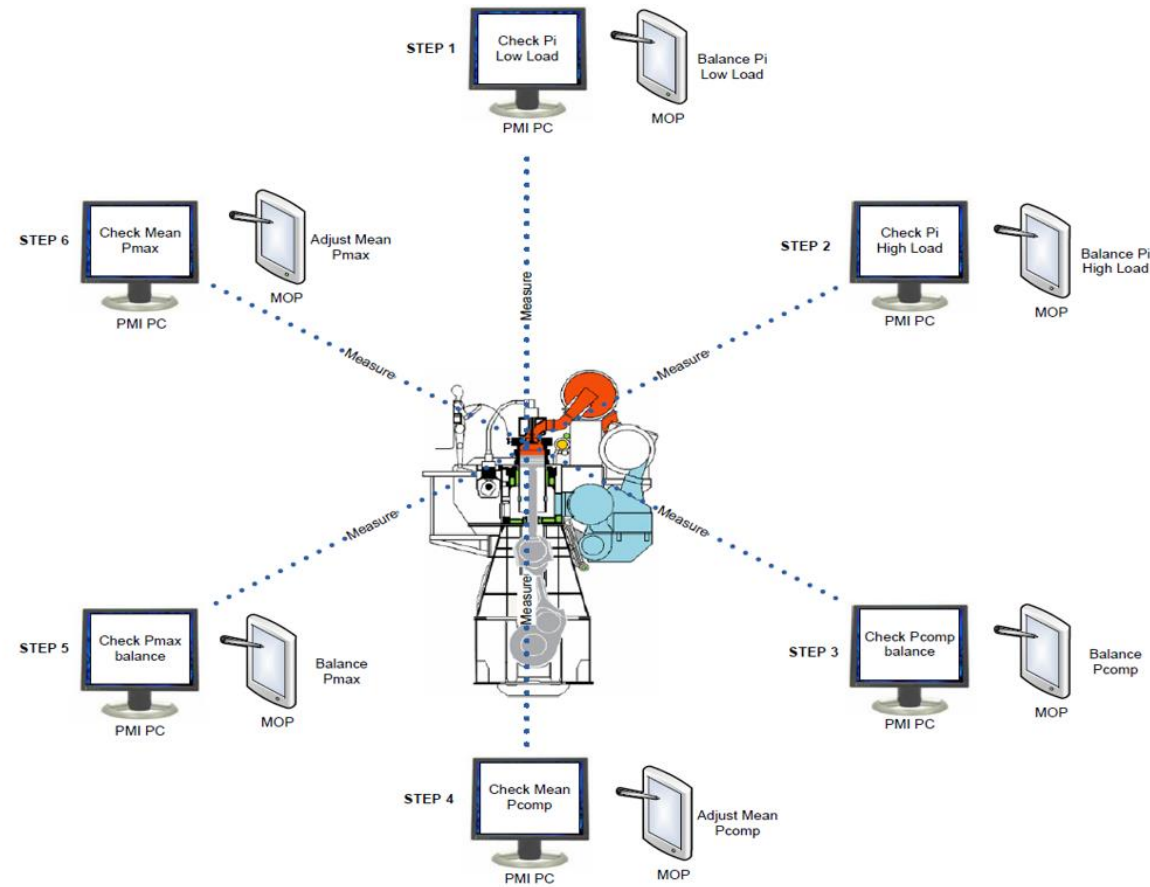 STEP 1
Check Pi
Low Load
PMI PC
Balance Pi
Low Load
MOP
STEP 2
Check Pi
High Load
PMI PC
Balance Pi
High Load
MOP
STEP 3
Check Pcomp
balance
PMI PC
Balance
Pcomp
MOP
STEP 4
Check Mean
Pcomp
PMI PC
Adjust Mean
Pcomp
MOP
STEP 5
Check Pmax
balance
PMI PC
Balance
Pmax
MOP
STEP 6
Check Mean
Pmax
PMI PC
Adjust Mean
Pmax
MOP
Measure
Measure
Measure
Measure
Measure
Measure